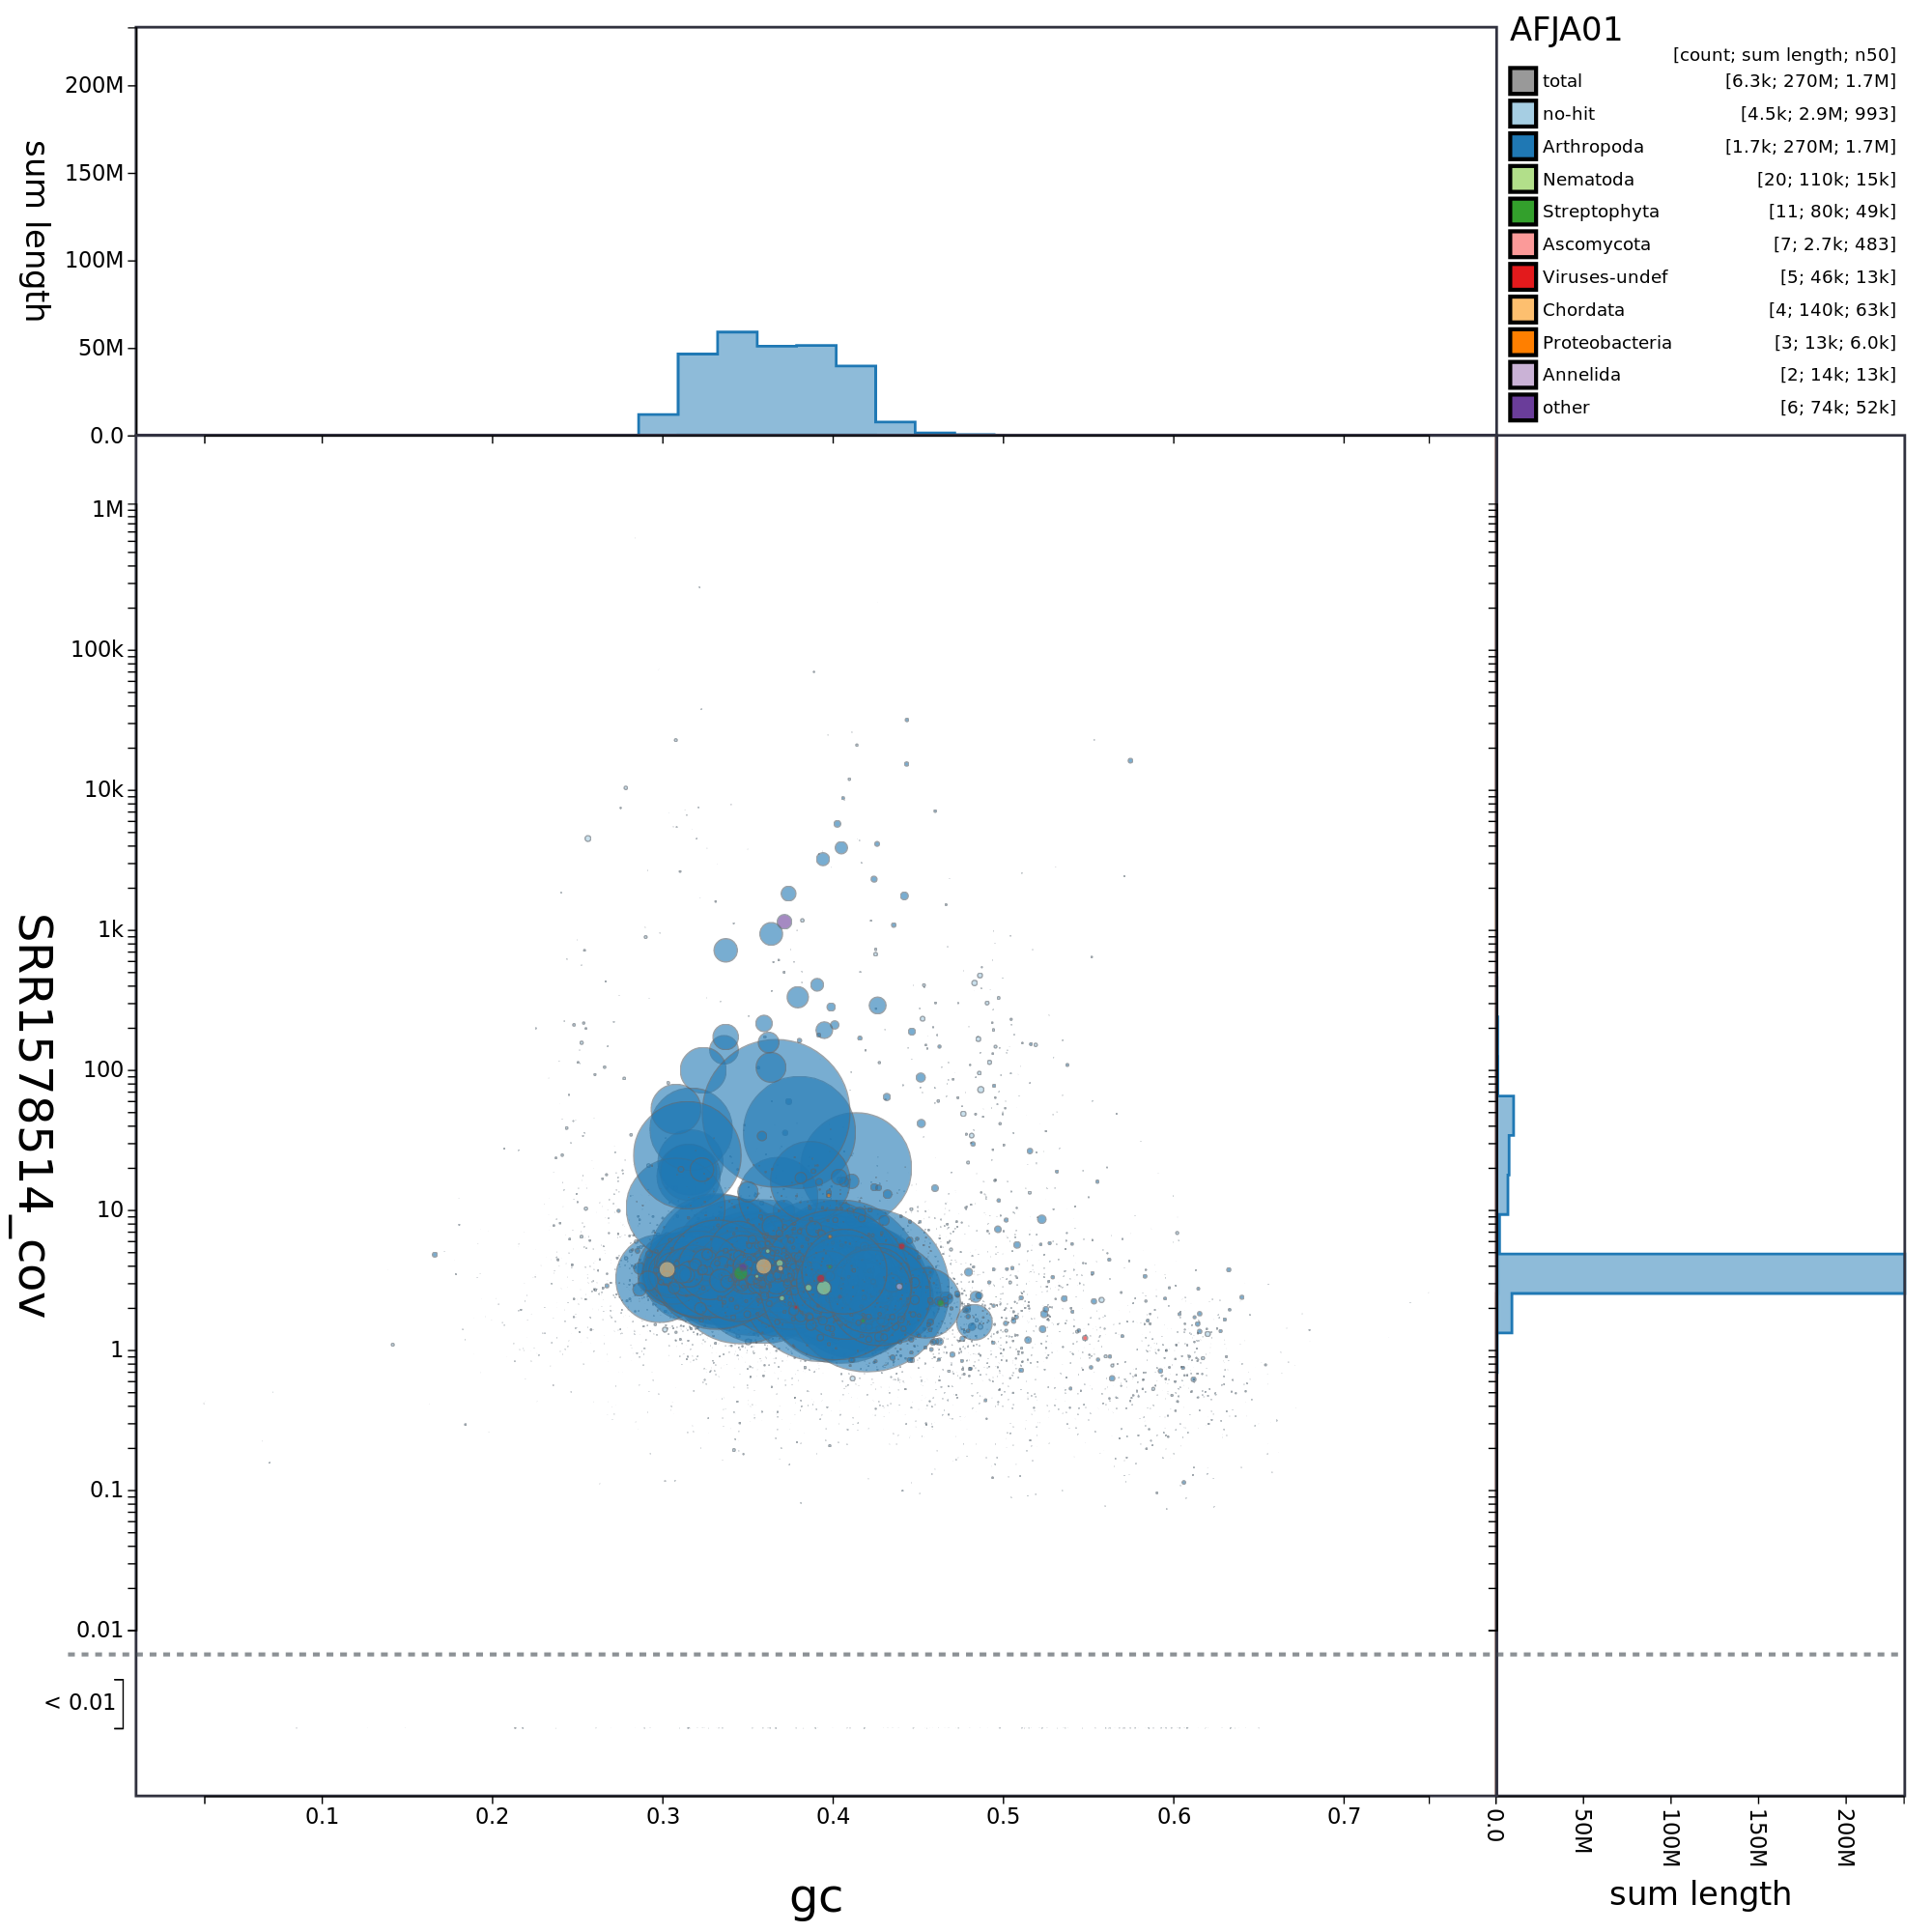 AFJA01
[count; sum length; n50]
total [6.3k; 270M; 1.7M]
no-hit [4.5k; 2.9M; 993]
Arthropoda [1.7k; 270M; 1.7M]
Nematoda [20; 110k; 15k]
Streptophyta [11; 80k; 49k]
Ascomycota [7; 2.7k; 483]
Viruses-undef [5; 46k; 13k]
Chordata [4; 140k; 63k]
Proteobacteria [3; 13k; 6.0k]
Annelida [2; 14k; 13k]
other [6; 74k; 52k]
sum length
200M
150M
100M
50M
0.0
SRR1578514_cov
1M
100k
10k
1k
100
10
1
0.1
0.01
< 0.01
0.1 0.2 0.3 0.4 0.5 0.6 0.7
gc
0.0 50M 100M 150M 200M
sum length